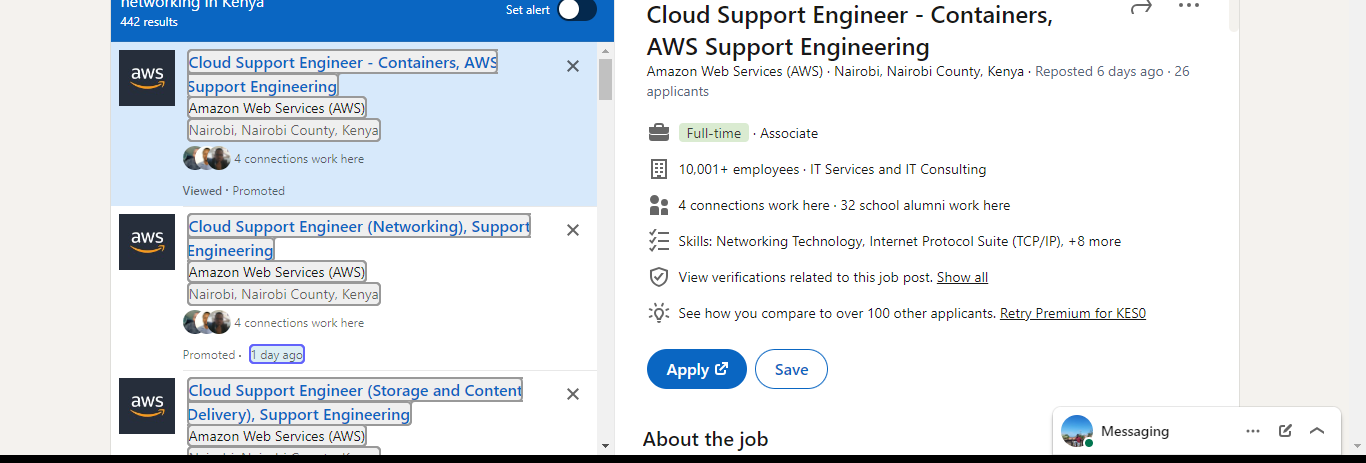 networking in Kenya
442 results
Set alert
aws
Cloud Support Engineer - Containers, AWS
Support Engineering
Amazon Web Services (AWS)
Nairobi, Nairobi County, Kenya
4 connections work here
Viewed · Promoted
aws
Cloud Support Engineer (Networking), Support
Engineering
Amazon Web Services (AWS)
Nairobi, Nairobi County, Kenya
4 connections work here
Promoted · 1 day ago
aws
Cloud Support Engineer (Storage and Content
Delivery), Support Engineering
Amazon Web Services (AWS)
Nairobi, Nairobi County, Kenya
Cloud Support Engineer - Containers,
AWS Support Engineering
Amazon Web Services (AWS) · Nairobi, Nairobi County, Kenya · Reposted 6 days ago · 26
applicants
Full-time · Associate
10,001+ employees · IT Services and IT Consulting
4 connections work here · 32 school alumni work here
Skills: Networking Technology, Internet Protocol Suite (TCP/IP), +8 more
View verifications related to this job post. Show all
See how you compare to over 100 other applicants. Retry Premium for KES0
Apply
Save
About the job
Messaging